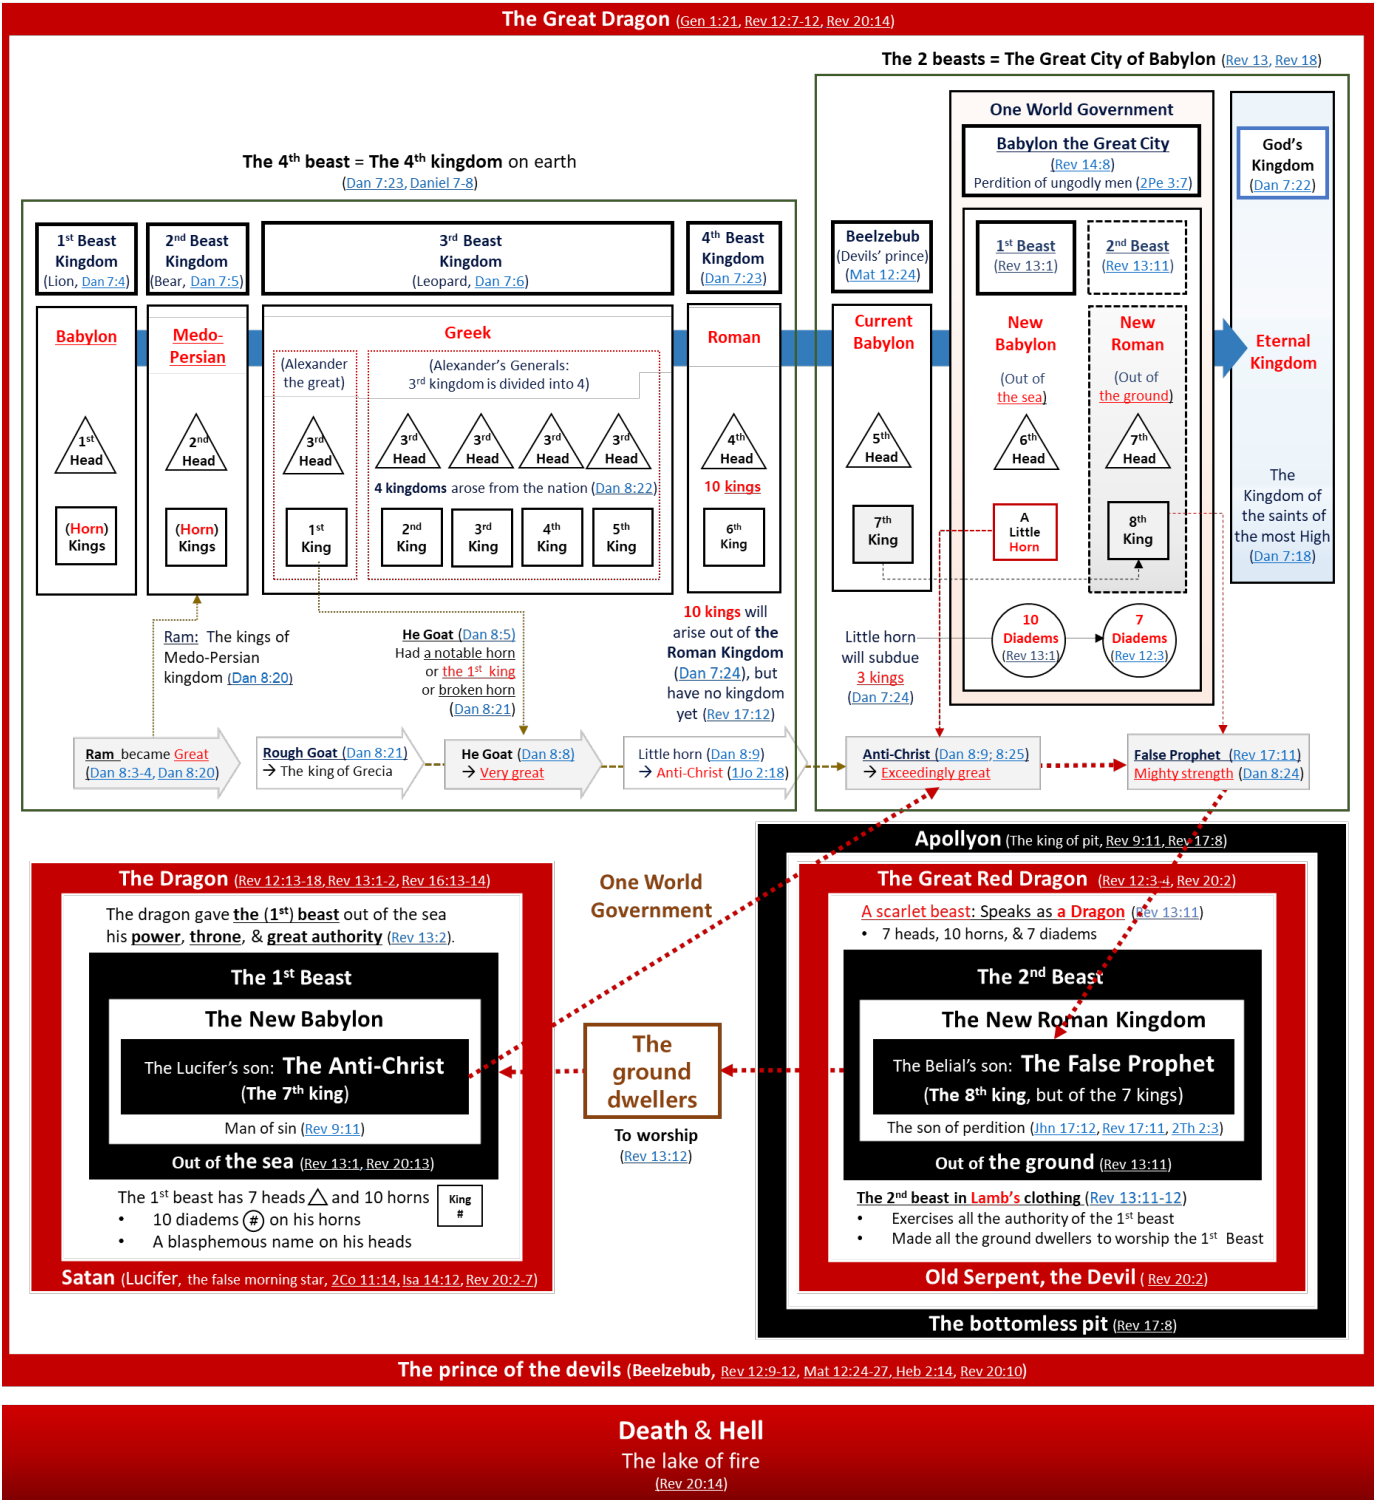 The Great Dragon (Gen 1:21, Rev 12:7-12, Rev 20:14)
The 2 beasts = The Great City of Babylon (Rev 13, Rev 18)
The 4th beast = The 4th kingdom on earth
(Dan 7:23, Daniel 7-8)
One World Government
Babylon the Great City
(Rev 14:8)
Perdition of ungodly men (2Pe 3:7)
God's
Kingdom
(Dan 7:22)
1st Beast
Kingdom
(Lion, Dan 7:4)
2nd Beast
Kingdom
(Bear, Dan 7:5)
3rd Beast
Kingdom
(Leopard, Dan 7:6)
4th Beast
Kingdom
(Dan 7:23)
Beelzebub
(Devils' prince)
(Mat 12:24)
1st Beast
(Rev 13:1)
2nd Beast
(Rev 13:11)
Babylon
Medo-
Persian
Greek
(Alexander
the great)
(Alexander's Generals:
3rd kingdom is divided into 4)
Roman
Current
Babylon
New
Babylon
(Out of
the sea)
New
Roman
(Out of
the ground)
Eternal
Kingdom
1st
Head
2nd
Head
3rd
Head
3rd
Head
3rd
Head
3rd
Head
3rd
Head
4th
Head
5th
Head
6th
Head
7th
Head
4 kingdoms arose from the nation (Dan 8:22)
10 kings
(Horn)
Kings
(Horn)
Kings
1st
King
2nd
King
3rd
King
4th
King
5th
King
6th
King
7th
King
A
Little
Horn
8th
King
The
Kingdom of
the saints of
the most High
(Dan 7:18)
Ram: The kings of
Medo-Persian
kingdom (Dan 8:20)
He Goat (Dan 8:5)
Had a notable horn
or the 1st king
or broken horn
(Dan 8:21)
10 kings will
arise out of the
Roman Kingdom
(Dan 7:24), but
have no kingdom
yet (Rev 17:12)
Little horn
will subdue
3 kings
(Dan 7:24)
10
Diadems
(Rev 13:1)
7
Diadems
(Rev 12:3)
Ram became Great
(Dan 8:3-4, Dan 8:20)
Rough Goat (Dan 8:21)
→ The king of Grecia
He Goat (Dan 8:8)
→ Very great
Little horn (Dan 8:9)
→ Anti-Christ (1Jo 2:18)
Anti-Christ (Dan 8:9; 8:25)
→ Exceedingly great
False Prophet (Rev 17:11)
Mighty strength (Dan 8:24)
The Dragon (Rev 12:13-18, Rev 13:1-2, Rev 16:13-14)
The dragon gave the (1st) beast out of the sea
his power, throne, & great authority (Rev 13:2).
The 1st Beast
The New Babylon
The Lucifer's son: The Anti-Christ
(The 7th king)
Man of sin (Rev 9:11)
Out of the sea (Rev 13:1, Rev 20:13)
The 1st beast has 7 heads and 10 horns
King
#
• 10 diadems # on his horns
• A blasphemous name on his heads
Satan (Lucifer, the false morning star, 2Co 11:14, Isa 14:12, Rev 20:2-7)
One World
Government
The
ground
dwellers
To worship
(Rev 13:12)
Apollyon (The king of pit, Rev 9:11, Rev 17:8)
The Great Red Dragon (Rev 12:3-4, Rev 20:2)
A scarlet beast: Speaks as a Dragon (Rev 13:11)
• 7 heads, 10 horns, & 7 diadems
The 2nd Beast
The New Roman Kingdom
The Belial's son: The False Prophet
(The 8th king, but of the 7 kings)
The son of perdition (Jhn 17:12, Rev 17:11, 2Th 2:3)
Out of the ground (Rev 13:11)
The 2nd beast in Lamb's clothing (Rev 13:11-12)
• Exercises all the authority of the 1st beast
• Made all the ground dwellers to worship the 1st Beast
Old Serpent, the Devil ( Rev 20:2)
The bottomless pit (Rev 17:8)
The prince of the devils (Beelzebub, Rev 12:9-12, Mat 12:24-27, Heb 2:14, Rev 20:10)
Death & Hell
The lake of fire
(Rev 20:14)